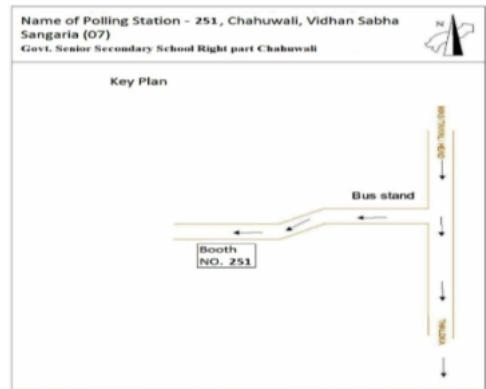 Name of Polling Station - 251, Chahuwali, Vidhan Sabha
Sangaria (07)
Govt. Senior Secondary School Right part Chahuwali
N
Key Plan
Bus stand
Booth
NO. 251